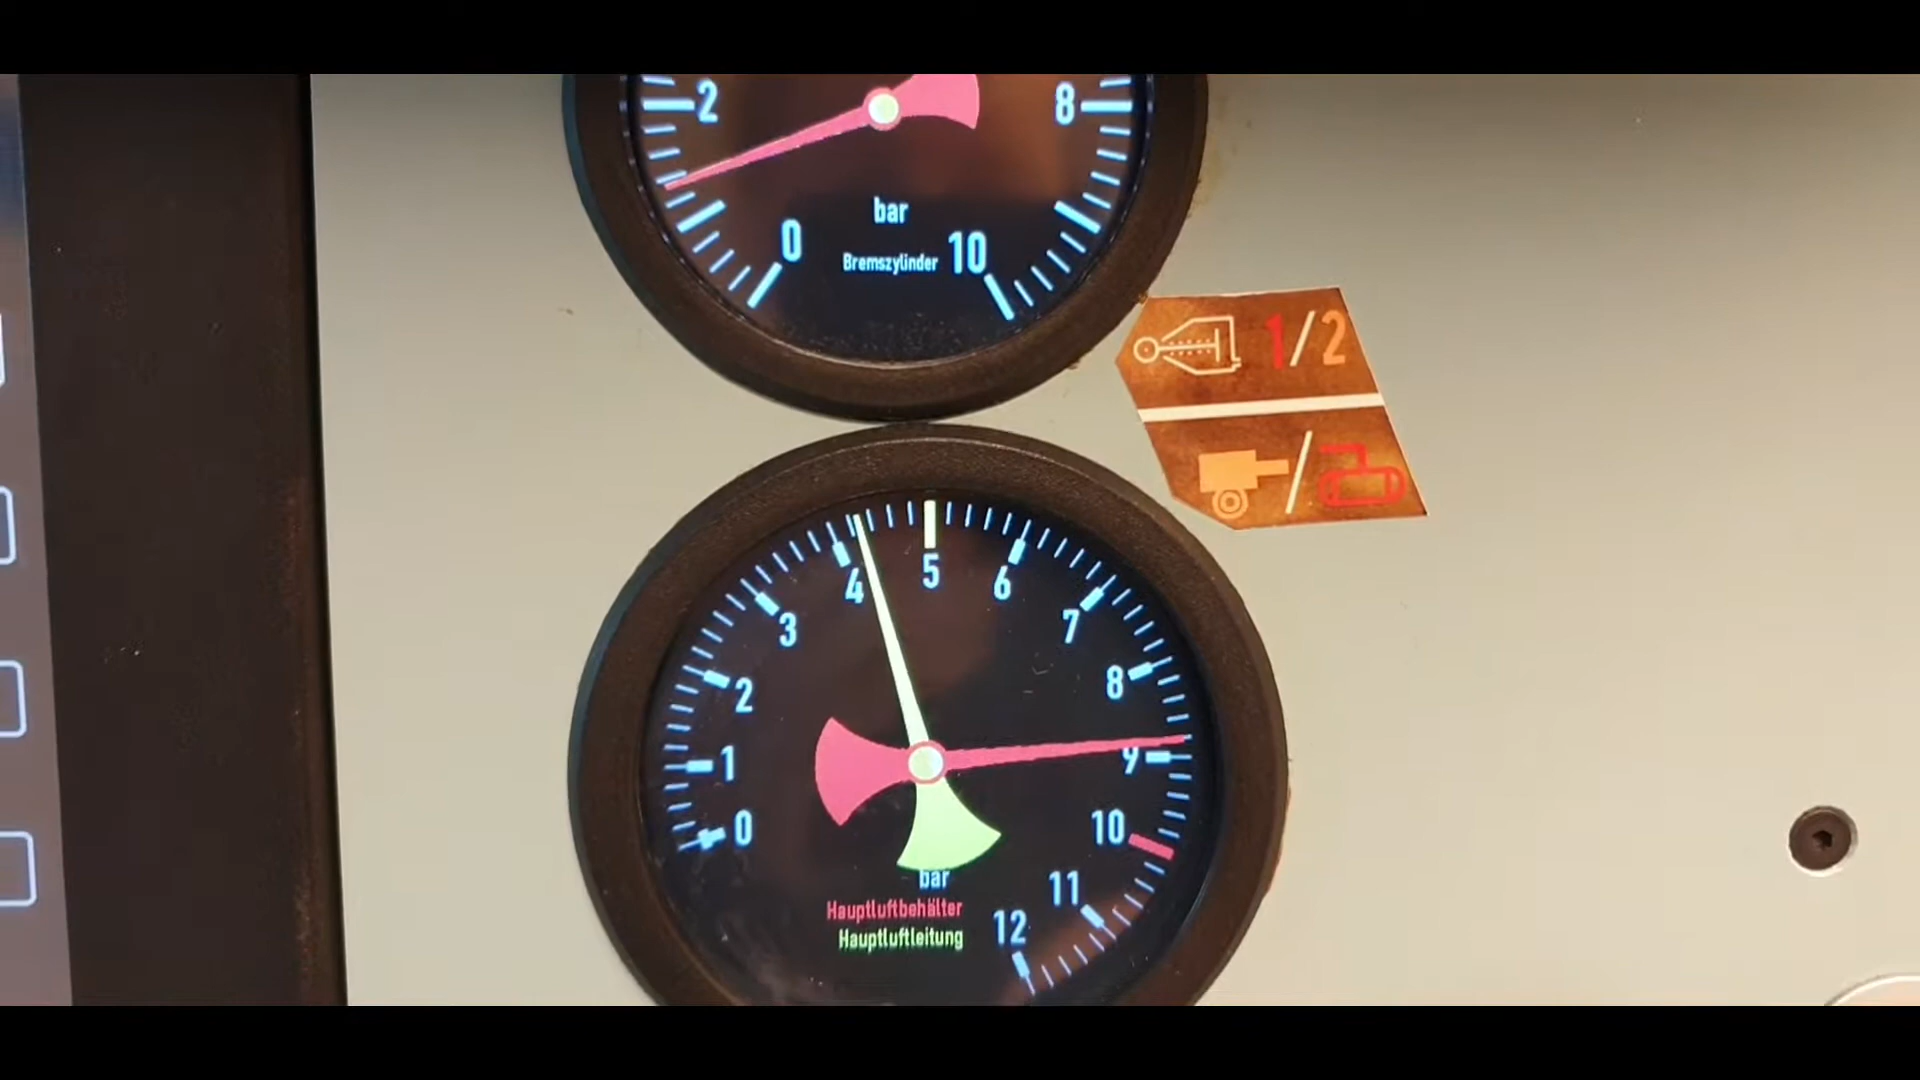 2 8
0 bar 10
Bremszylinder
1/2
0 1 2 3 4 5 6 7 8 9 10 11 12
bar
Hauptluftbehälter
Hauptluftleitung